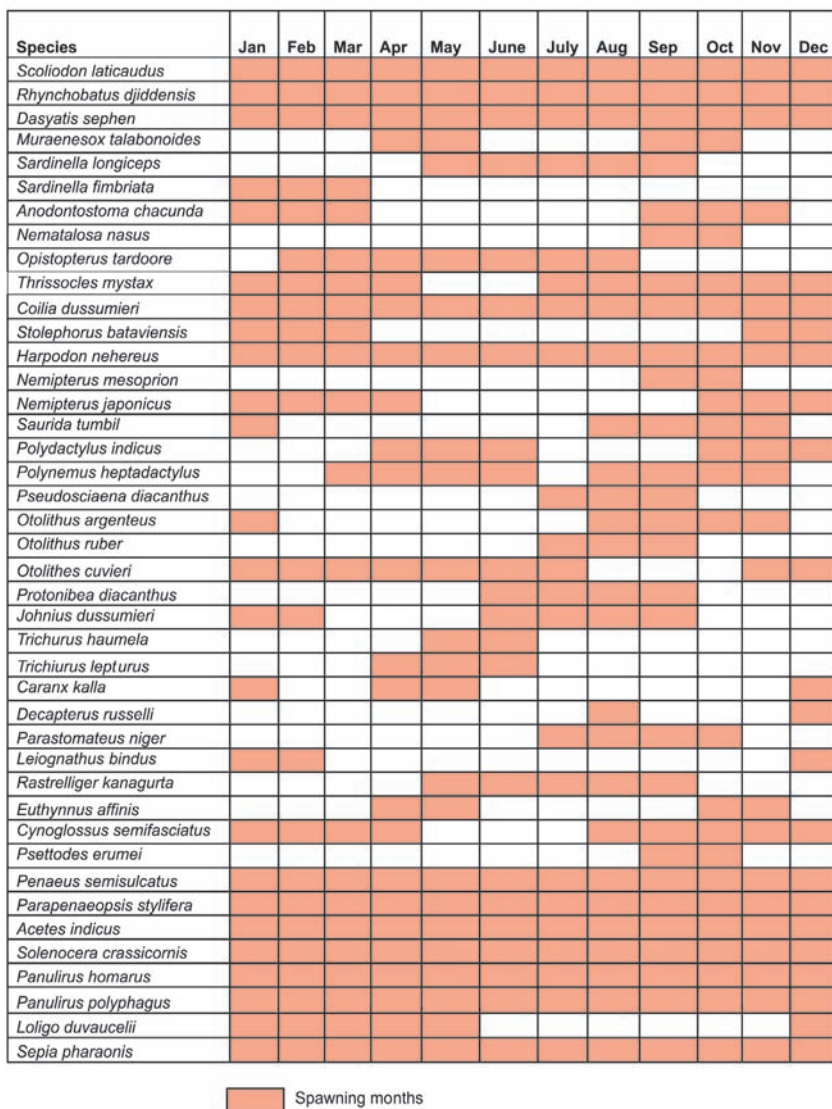 Species Jan Feb Mar Apr May June July Aug Sep Oct Nov Dec
Scoliodon laticaudus
Rhynchobatus djiddensis
Dasyatis sephen
Muraenesox talabonoides
Sardinella longiceps
Sardinella fimbriata
Anodontostoma chacunda
Nematalosa nasus
Opistopterus tardoore
Thrissocles mystax
Coilia dussumieri
Stolephorus bataviensis
Harpodon nehereus
Nemipterus mesoprion
Nemipterus japonicus
Saurida tumbil
Polydactylus indicus
Polynemus heptadactylus
Pseudosciaena diacanthus
Otolithus argenteus
Otolithus ruber
Otolithes cuvieri
Protonibea diacanthus
Johnius dussumieri
Trichurus haumela
Trichiurus lepturus
Caranx kalla
Decapterus russelli
Parastomateus niger
Leiognathus bindus
Rastrelliger kanagurta
Euthynnus affinis
Cynoglossus semifasciatus
Psettodes erumei
Penaeus semisulcatus
Parapenaeopsis stylifera
Acetes indicus
Solenocera crassicornis
Panulirus homarus
Panulirus polyphagus
Loligo duvaucelii
Sepia pharaonis
Spawning months